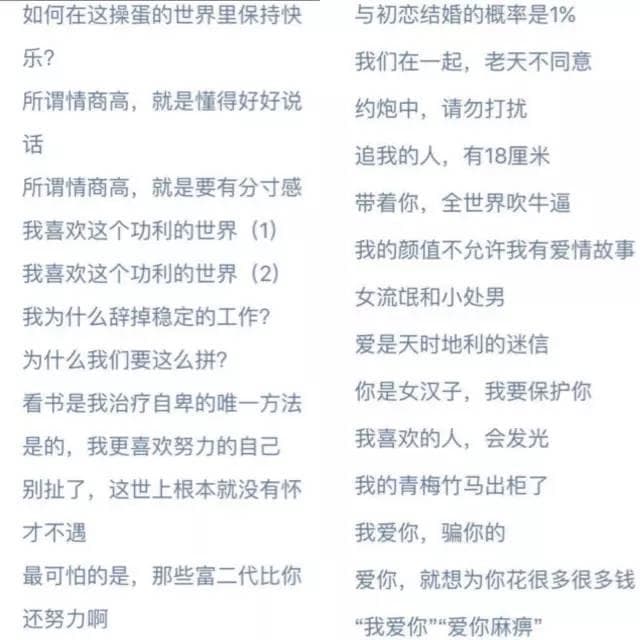 如何在这操蛋的世界里保持快
乐？
所谓情商高，就是懂得好好说
话
所谓情商高，就是要有分寸感
我喜欢这个功利的世界（1）
我喜欢这个功利的世界（2）
我为什么辞掉稳定的工作？
为什么我们要这么拼？
看书是我治疗自卑的唯一方法
是的，我更喜欢努力的自己
别扯了，这世上根本就没有怀
才不遇
最可怕的是，那些富二代比你
还努力啊
与初恋结婚的概率是1%
我们在一起，老天不同意
约炮中，请勿打扰
追我的人，有18厘米
带着你，全世界吹牛逼
我的颜值不允许我有爱情故事
女流氓和小处男
爱是天时地利的迷信
你是女汉子，我要保护你
我喜欢的人，会发光
我的青梅竹马出柜了
我爱你，骗你的
爱你，就想为你花很多很多钱
“我爱你”“爱你麻痹”